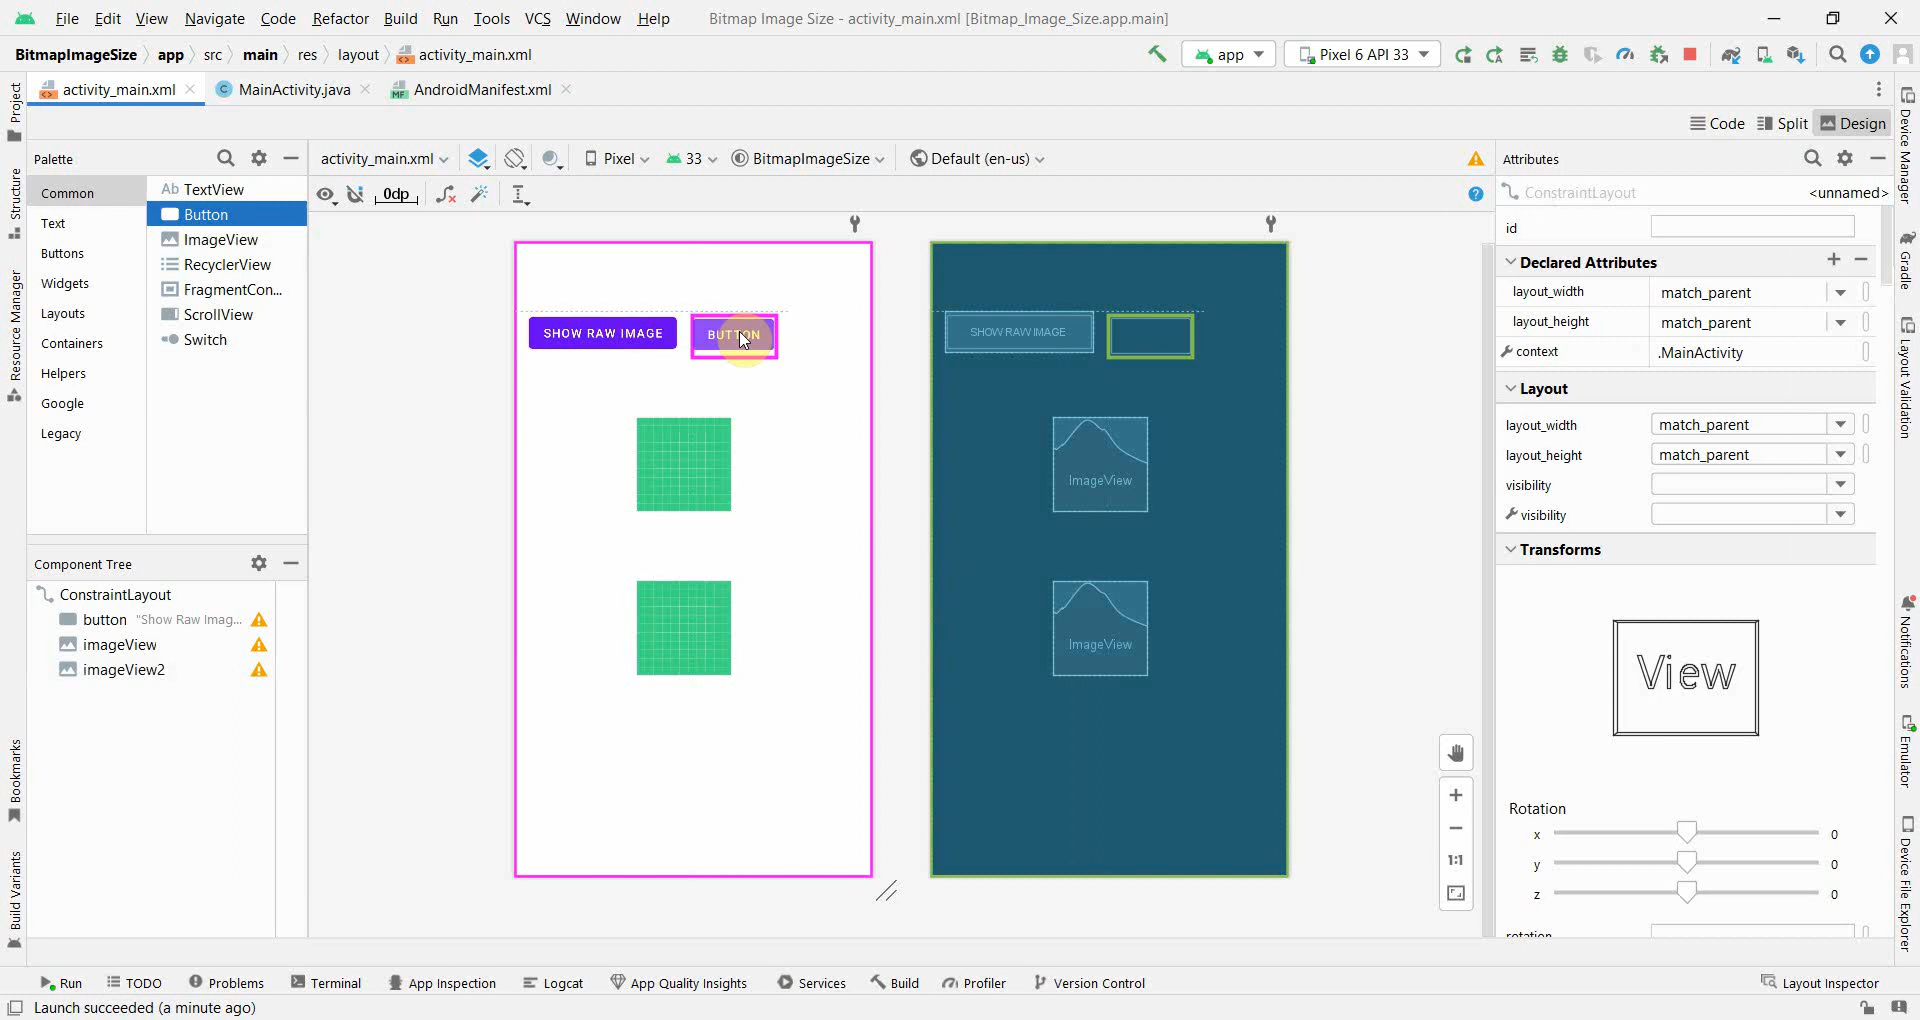 File Edit View Navigate Code Refactor Build Run Tools VCS Window Help Bitmap Image Size - activity_main.xml [Bitmap_Image_Size.app.main]
BitmapImageSize app src main res layout activity_main.xml app Pixel 6 API 33
activity_main.xml MainActivity.java AndroidManifest.xml
Code Split Design
Palette activity_main.xml Pixel 33 BitmapImageSize Default (en-us) Attributes
Common Ab TextView 0dp ConstraintLayout <unnamed>
Text Button
Buttons ImageView
Widgets RecyclerView
Layouts FragmentCon...
Containers ScrollView
Helpers Switch
Google
Legacy
id
Declared Attributes
layout_width match_parent
layout_height match_parent
context .MainActivity
Layout
layout_width match_parent
layout_height match_parent
visibility
visibility
Transforms
View
Rotation
x 0
y 0
z 0
rotation
SHOW RAW IMAGE BUTTON
SHOW RAW IMAGE
ImageView
ImageView
1:1
Component Tree
ConstraintLayout
button "Show Raw Imag...
imageView
imageView2
Project
Structure
Resource Manager
Bookmarks
Build Variants
Device Manager
Gradle
Layout Validation
Notifications
Emulator
Device File Explorer
Run TODO Problems Terminal App Inspection Logcat App Quality Insights Services Build Profiler Version Control Layout Inspector
Launch succeeded (a minute ago)